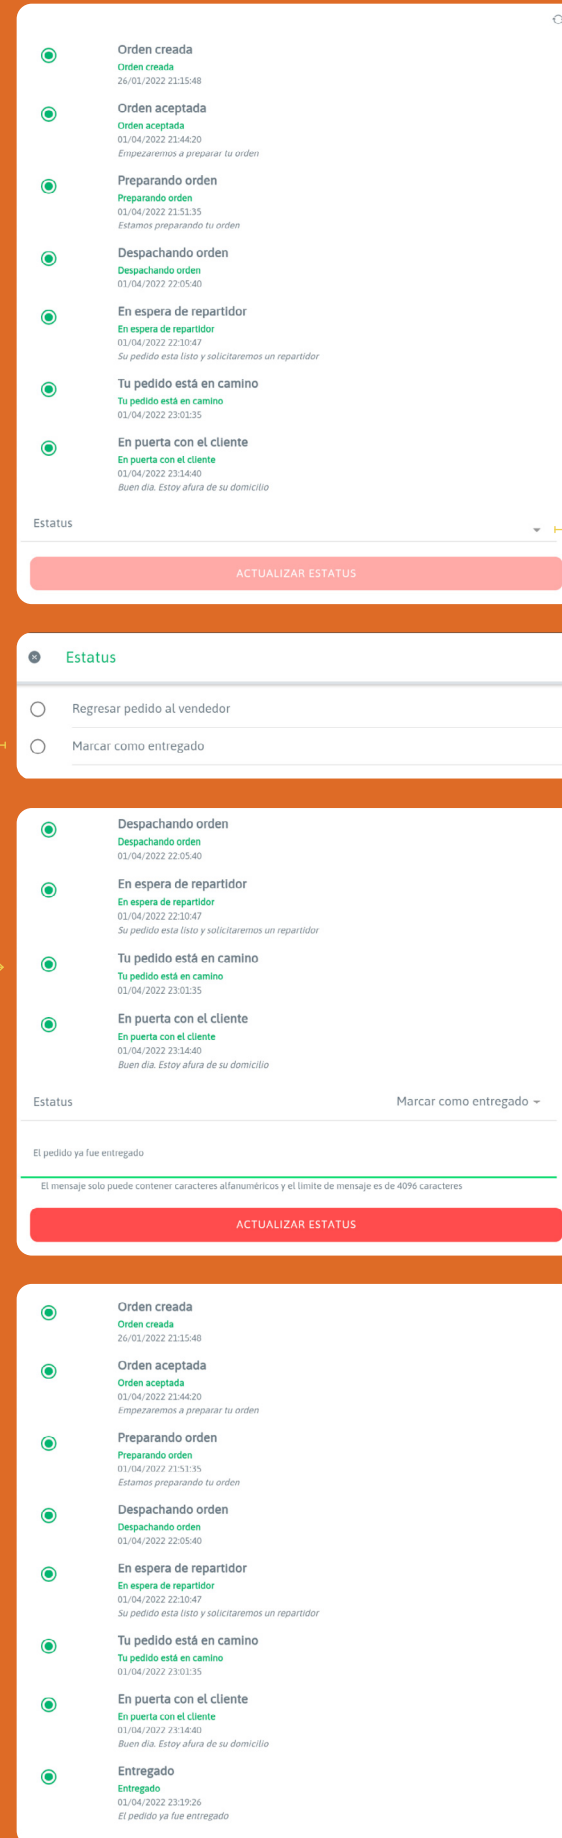 Orden creada
Orden creada
26/01/2022 21:15:48
Orden aceptada
Orden aceptada
01/04/2022 21:44:20
Empezaremos a preparar tu orden
Preparando orden
Preparando orden
01/04/2022 21:51:35
Estamos preparando tu orden
Despachando orden
Despachando orden
01/04/2022 22:05:40
En espera de repartidor
En espera de repartidor
01/04/2022 22:10:47
Su pedido esta listo y solicitaremos un repartidor
Tu pedido está en camino
Tu pedido está en camino
01/04/2022 23:01:35
En puerta con el cliente
En puerta con el cliente
01/04/2022 23:14:40
Buen dia. Estoy afura de su domicilio
Estatus
ACTUALIZAR ESTATUS
Estatus
Regresar pedido al vendedor
Marcar como entregado
Despachando orden
Despachando orden
01/04/2022 22:05:40
En espera de repartidor
En espera de repartidor
01/04/2022 22:10:47
Su pedido esta listo y solicitaremos un repartidor
Tu pedido está en camino
Tu pedido está en camino
01/04/2022 23:01:35
En puerta con el cliente
En puerta con el cliente
01/04/2022 23:14:40
Buen dia. Estoy afura de su domicilio
Estatus Marcar como entregado
El pedido ya fue entregado
El mensaje solo puede contener caracteres alfanuméricos y el límite de mensaje es de 4096 caracteres
ACTUALIZAR ESTATUS
Orden creada
Orden creada
26/01/2022 21:15:48
Orden aceptada
Orden aceptada
01/04/2022 21:44:20
Empezaremos a preparar tu orden
Preparando orden
Preparando orden
01/04/2022 21:51:35
Estamos preparando tu orden
Despachando orden
Despachando orden
01/04/2022 22:05:40
En espera de repartidor
En espera de repartidor
01/04/2022 22:10:47
Su pedido esta listo y solicitaremos un repartidor
Tu pedido está en camino
Tu pedido está en camino
01/04/2022 23:01:35
En puerta con el cliente
En puerta con el cliente
01/04/2022 23:14:40
Buen dia. Estoy afura de su domicilio
Entregado
Entregado
01/04/2022 23:19:26
El pedido ya fue entregado